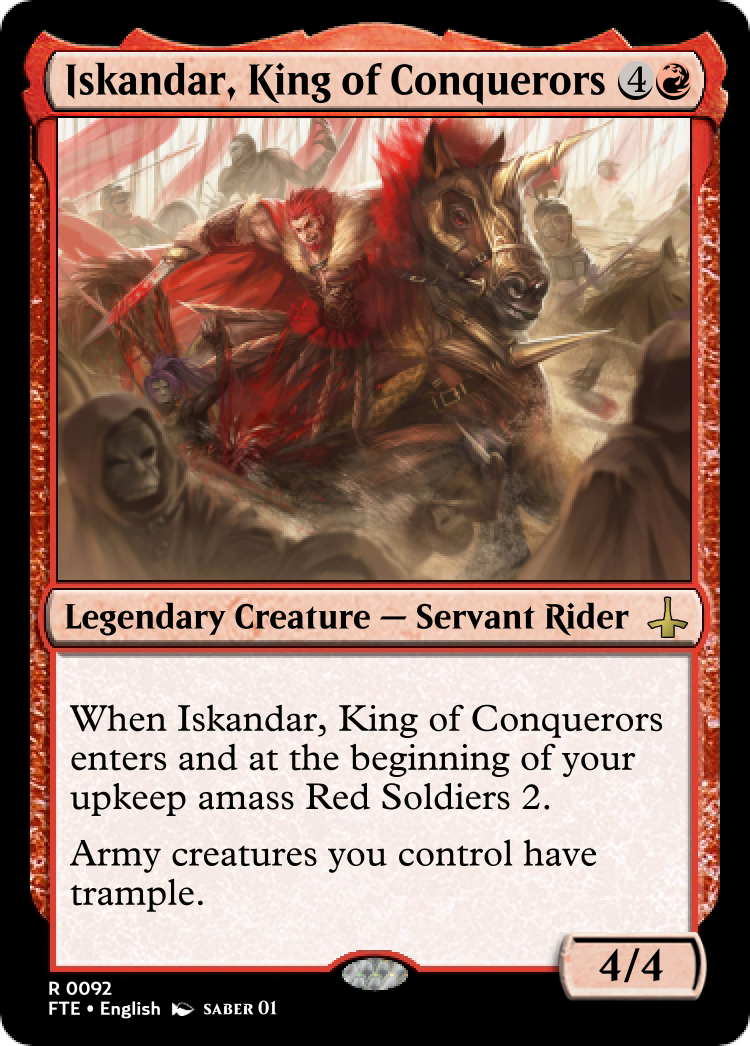 Iskandar, King of Conquerors 4
Legendary Creature — Servant Rider
When Iskandar, King of Conquerors
enters and at the beginning of your
upkeep amass Red Soldiers 2.
Army creatures you control have
trample.
4/4
R 0092
FTE • English SABER 01